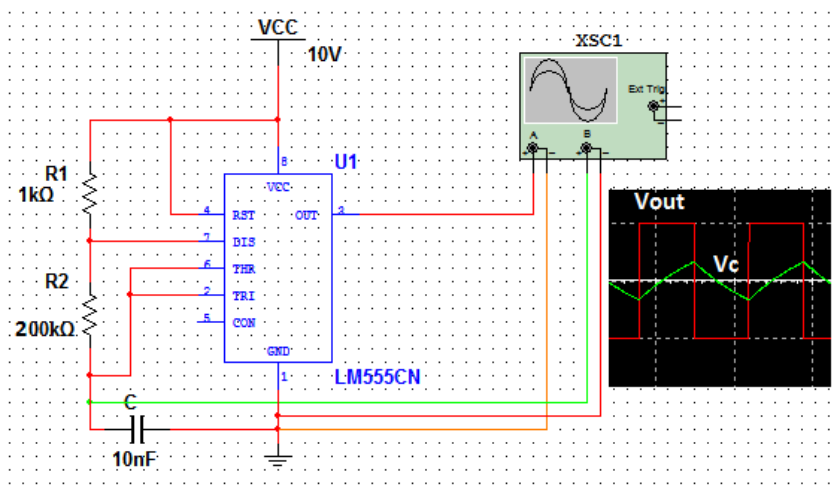 VCC
10V
XSC1
Ext Trig
+
−
A
B
+
−
+
−
R1
1kΩ
R2
200kΩ
U1
8
VCC
4
RST
OUT
3
7
DIS
6
THR
2
TRI
5
CON
GND
1
LM555CN
C
10nF
Vout
Vc